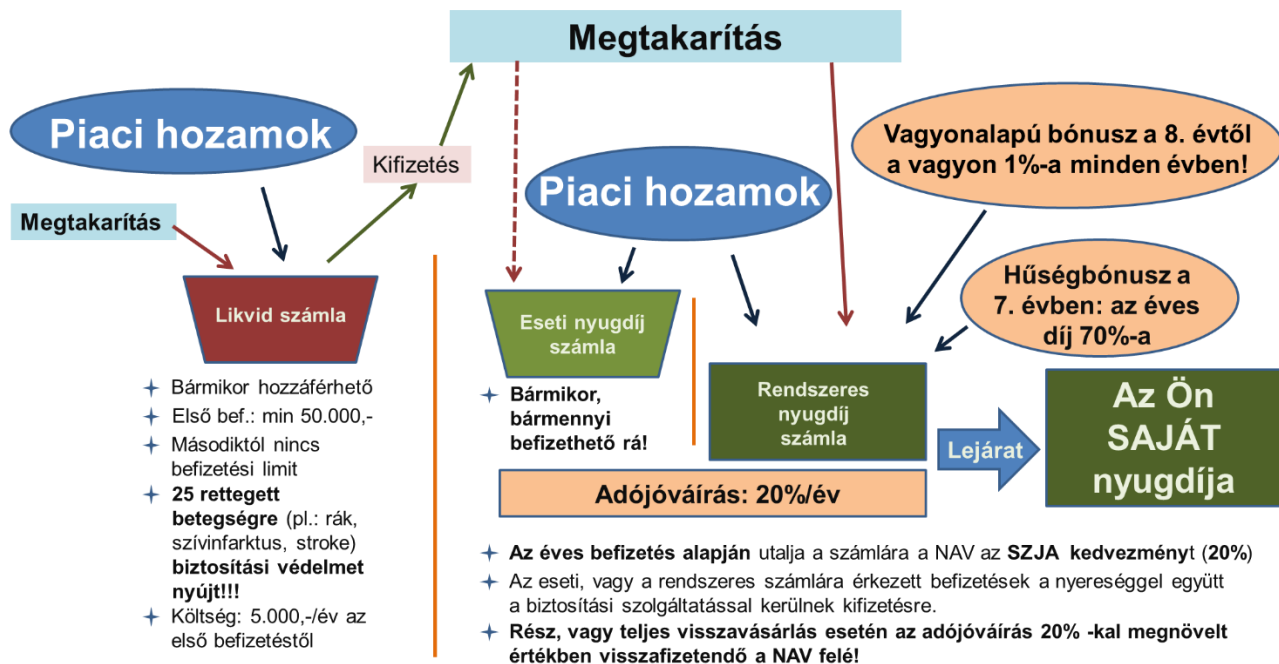 Megtakarítás
Piaci hozamok
Kifizetés
Megtakarítás
Likvid számla
Bármikor hozzáférhető
Első bef.: min 50.000,-
Másodiktól nincs
befizetési limit
25 rettegett
betegségre (pl.: rák,
szívinfarktus, stroke)
biztosítási védelmet
nyújt!!!
Költség: 5.000,-/év az
első befizetéstől
Piaci hozamok
Vagyonalapú bónusz a 8. évtől
a vagyon 1%-a minden évben!
Hűségbónusz a
7. évben: az éves
díj 70%-a
Eseti nyugdíj
számla
Bármikor,
bármennyi
befizethető rá!
Rendszeres
nyugdíj
számla
Lejárat
Az Ön
SAJÁT
nyugdíja
Adójóváírás: 20%/év
Az éves befizetés alapján utalja a számlára a NAV az SZJA kedvezményt (20%)
Az eseti, vagy a rendszeres számlára érkezett befizetések a nyereséggel együtt
a biztosítási szolgáltatással kerülnek kifizetésre.
Rész, vagy teljes visszavásárlás esetén az adójóváírás 20% -kal megnövelt
értékben visszafizetendő a NAV felé!